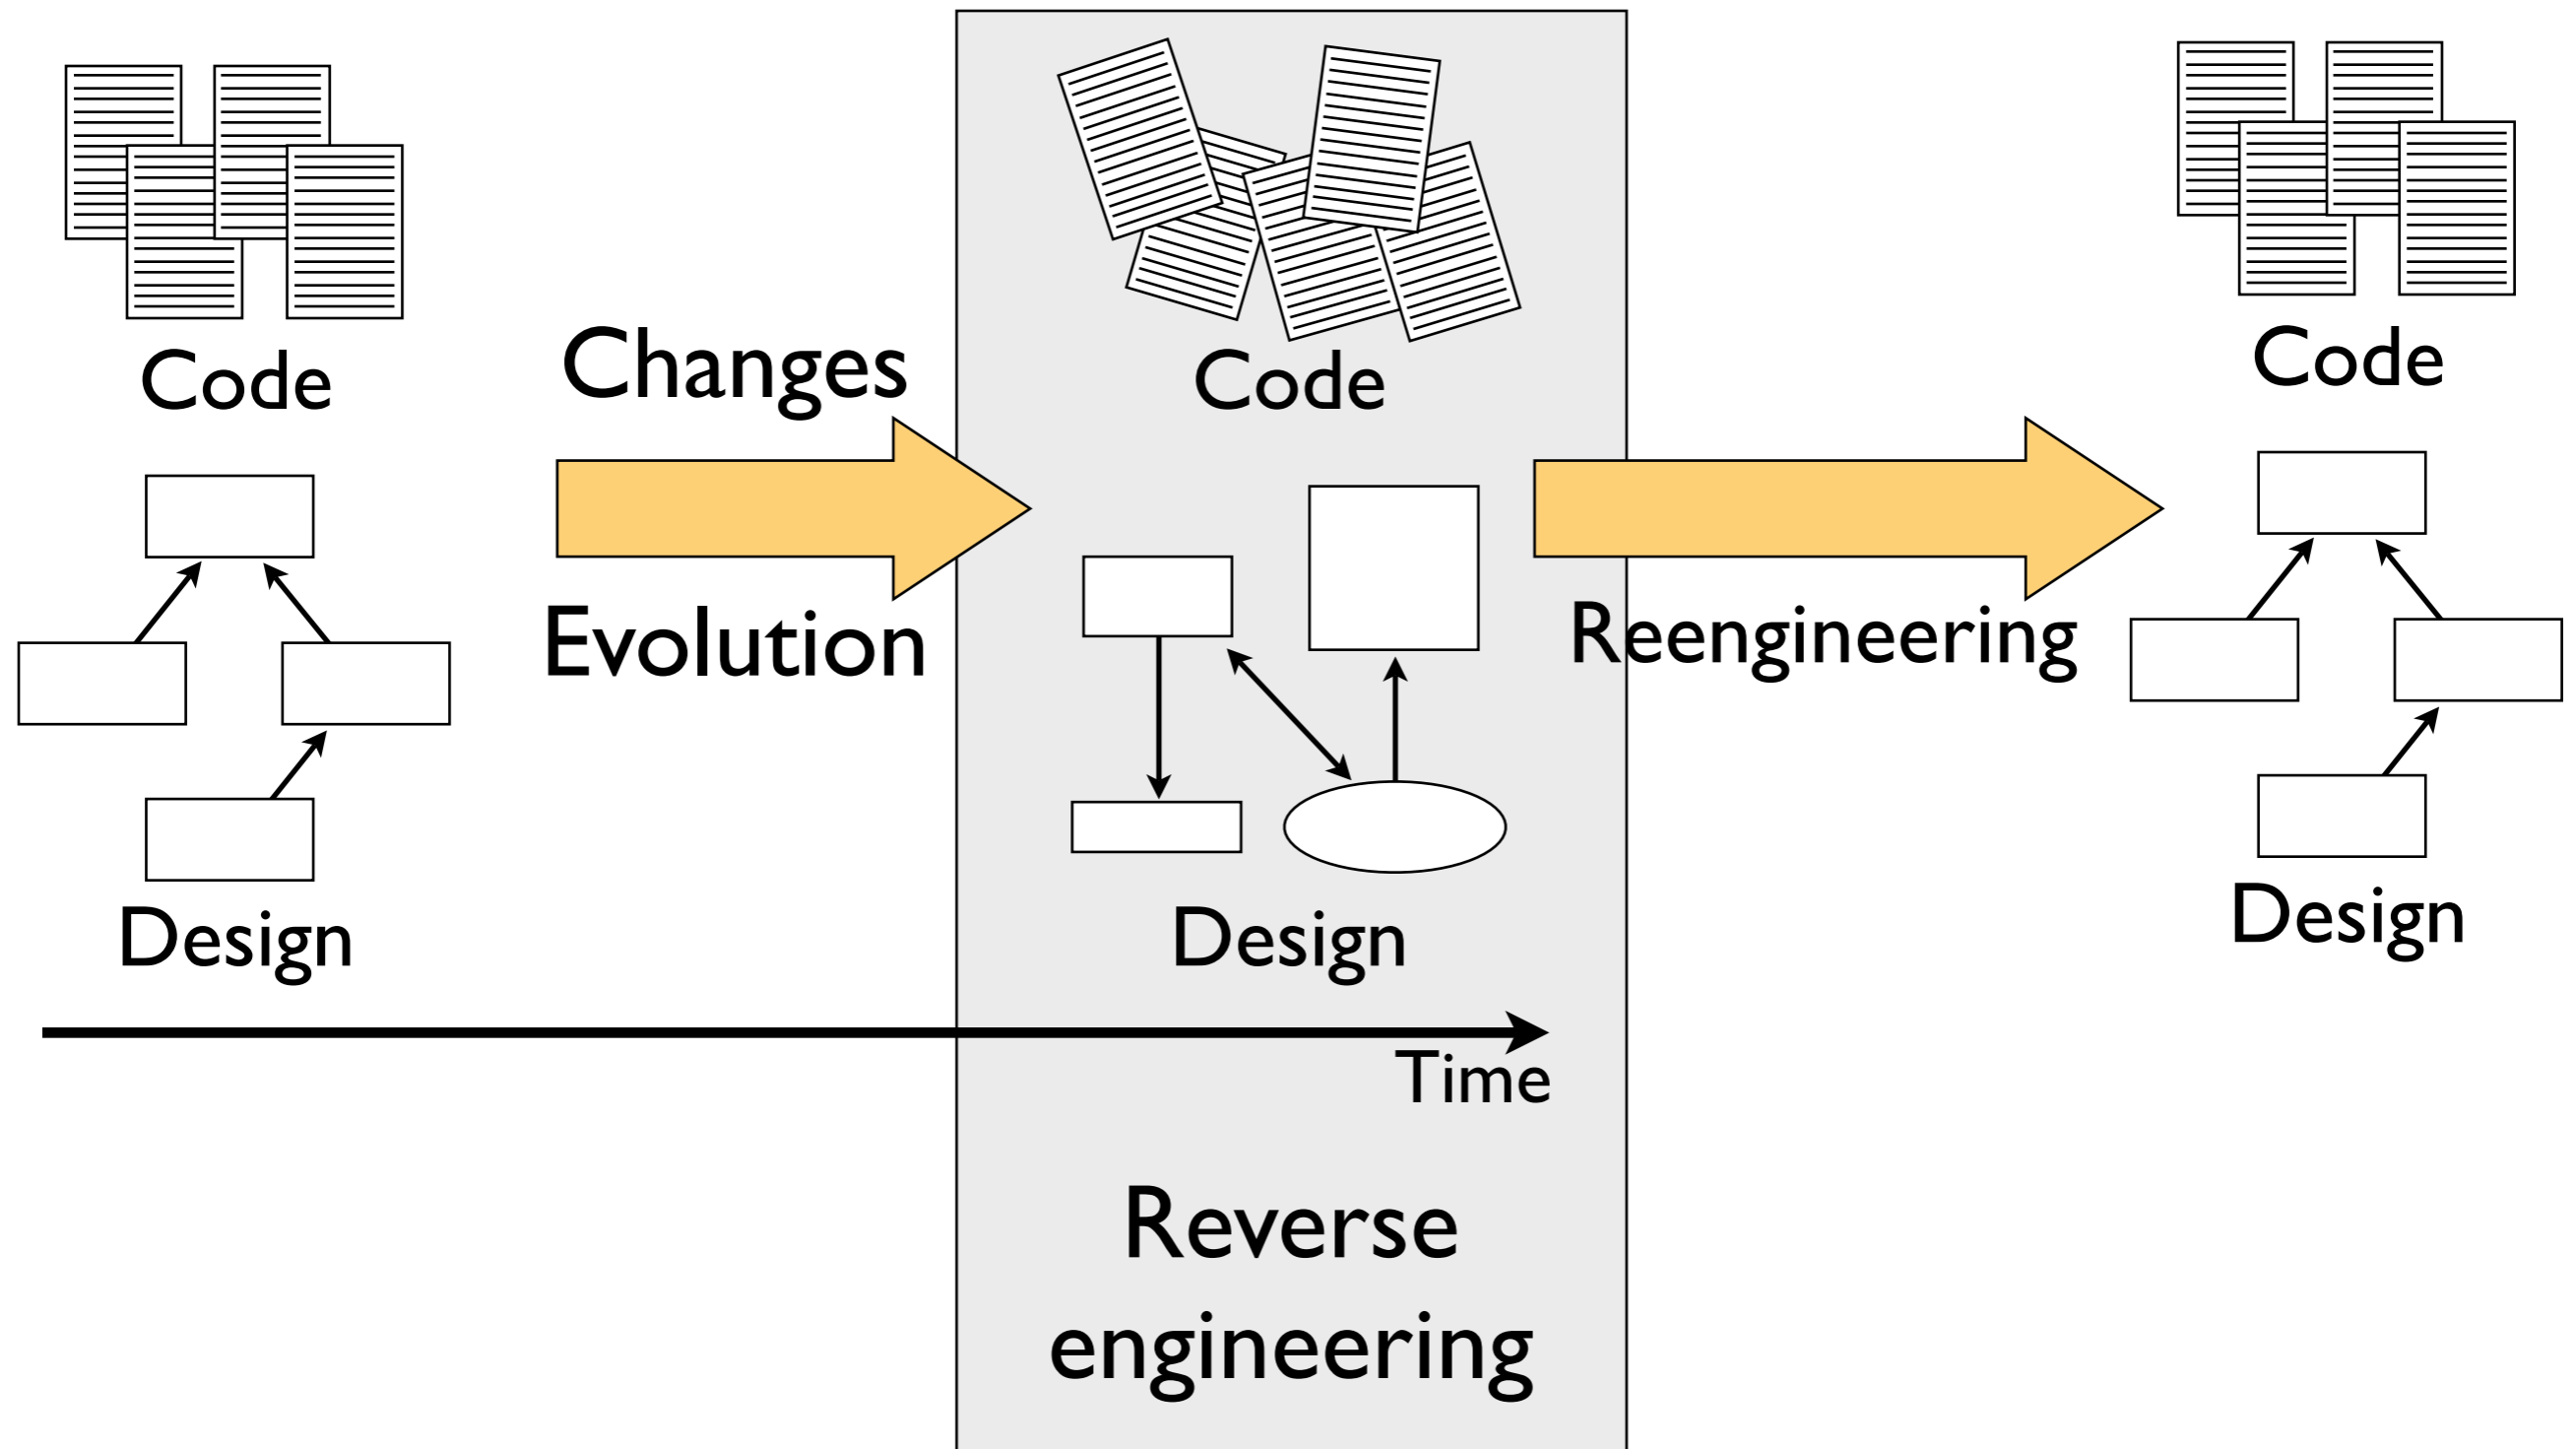 Code
Design
Changes
Evolution
Code
Design
Time
Reverse
engineering
Reengineering
Code
Design